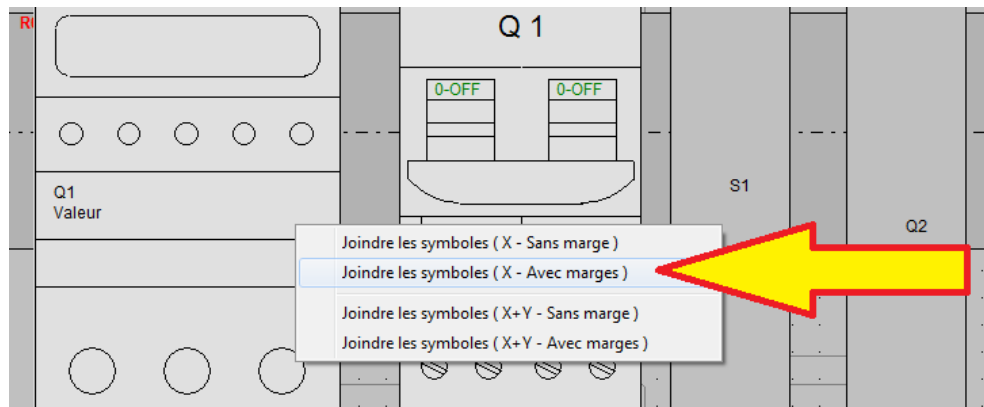 Q 1
0-OFF 0-OFF
Q1
Valeur
S1
Q2
Joindre les symboles ( X - Sans marge )
Joindre les symboles ( X - Avec marges )
Joindre les symboles ( X+Y - Sans marge )
Joindre les symboles ( X+Y - Avec marges )